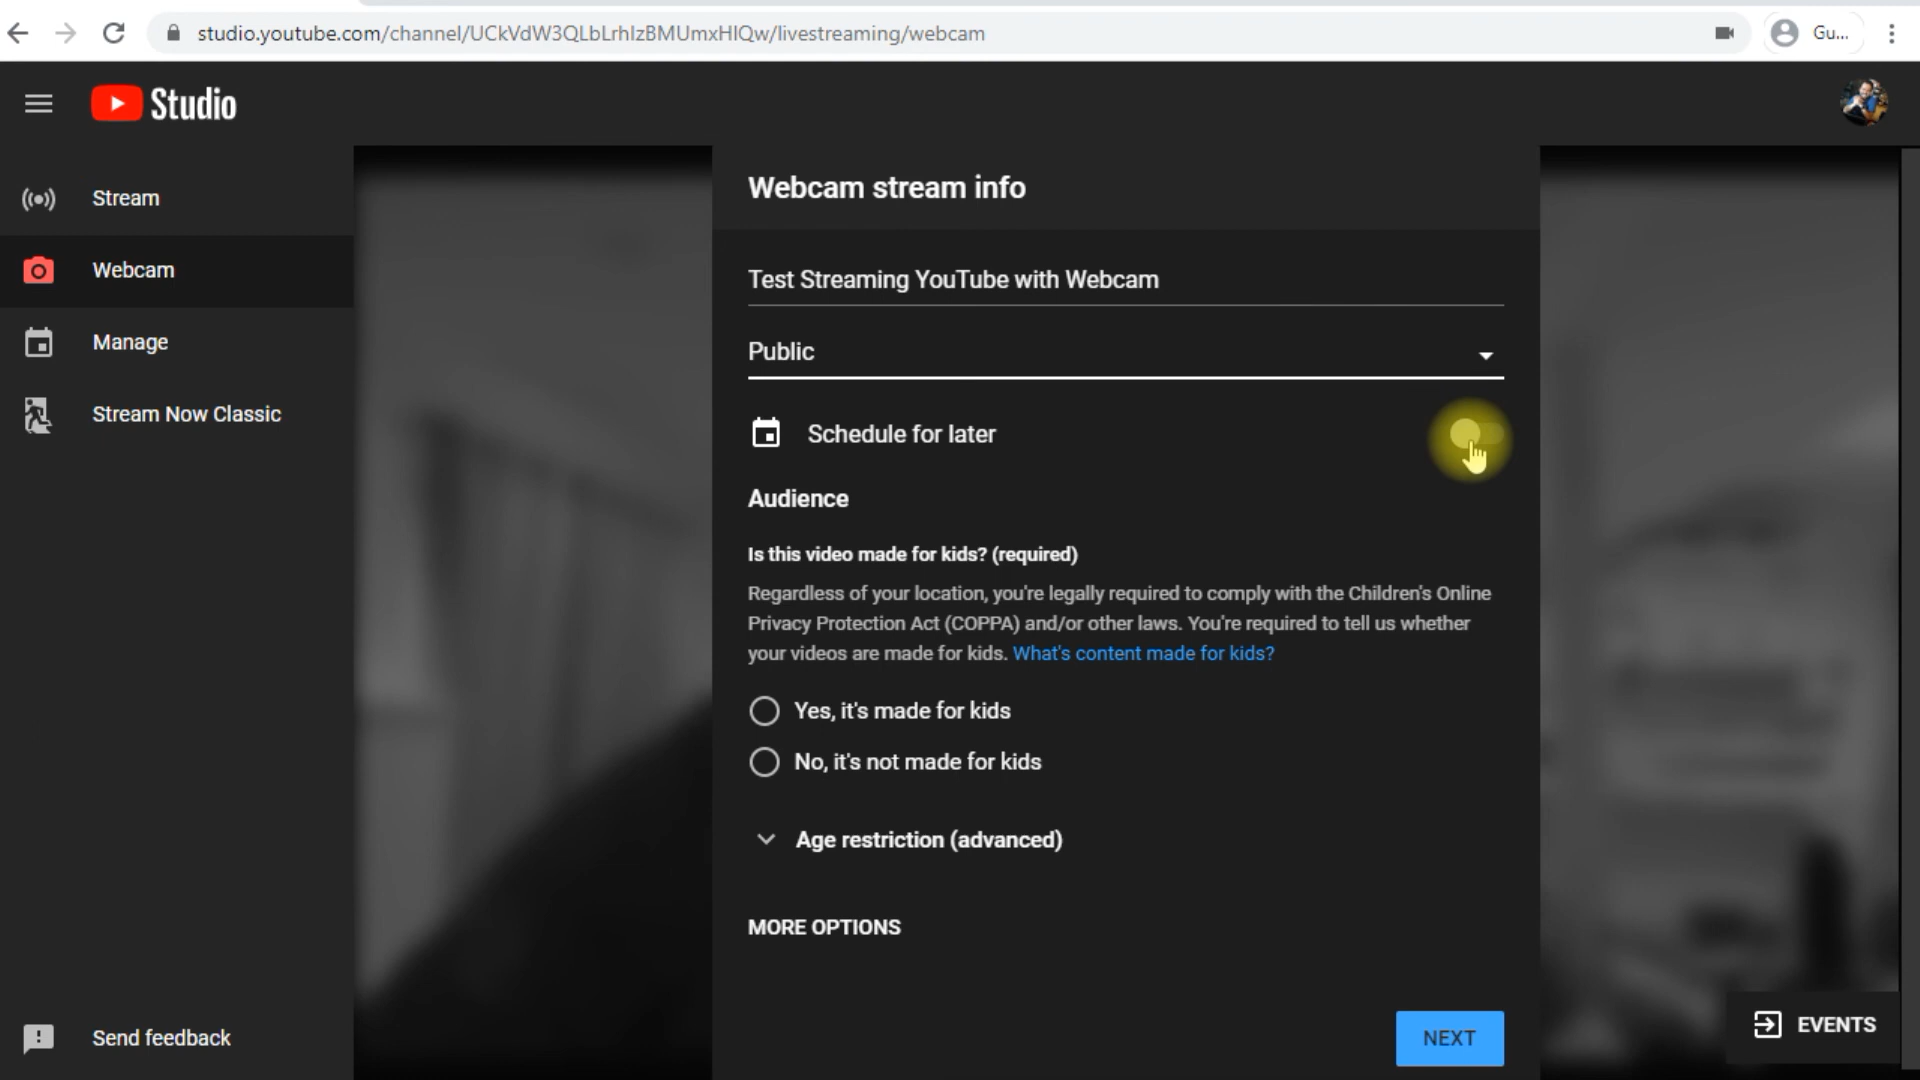 studio.youtube.com/channel/UCkVdW3QLbLrhIzBMUmxHIQw/livestreaming/webcam
Gu...
Studio
Stream
Webcam
Manage
Stream Now Classic
Send feedback
Webcam stream info
Test Streaming YouTube with Webcam
Public
Schedule for later
Audience
Is this video made for kids? (required)
Regardless of your location, you're legally required to comply with the Children's Online
Privacy Protection Act (COPPA) and/or other laws. You're required to tell us whether
your videos are made for kids. What's content made for kids?
Yes, it's made for kids
No, it's not made for kids
Age restriction (advanced)
MORE OPTIONS
NEXT
EVENTS